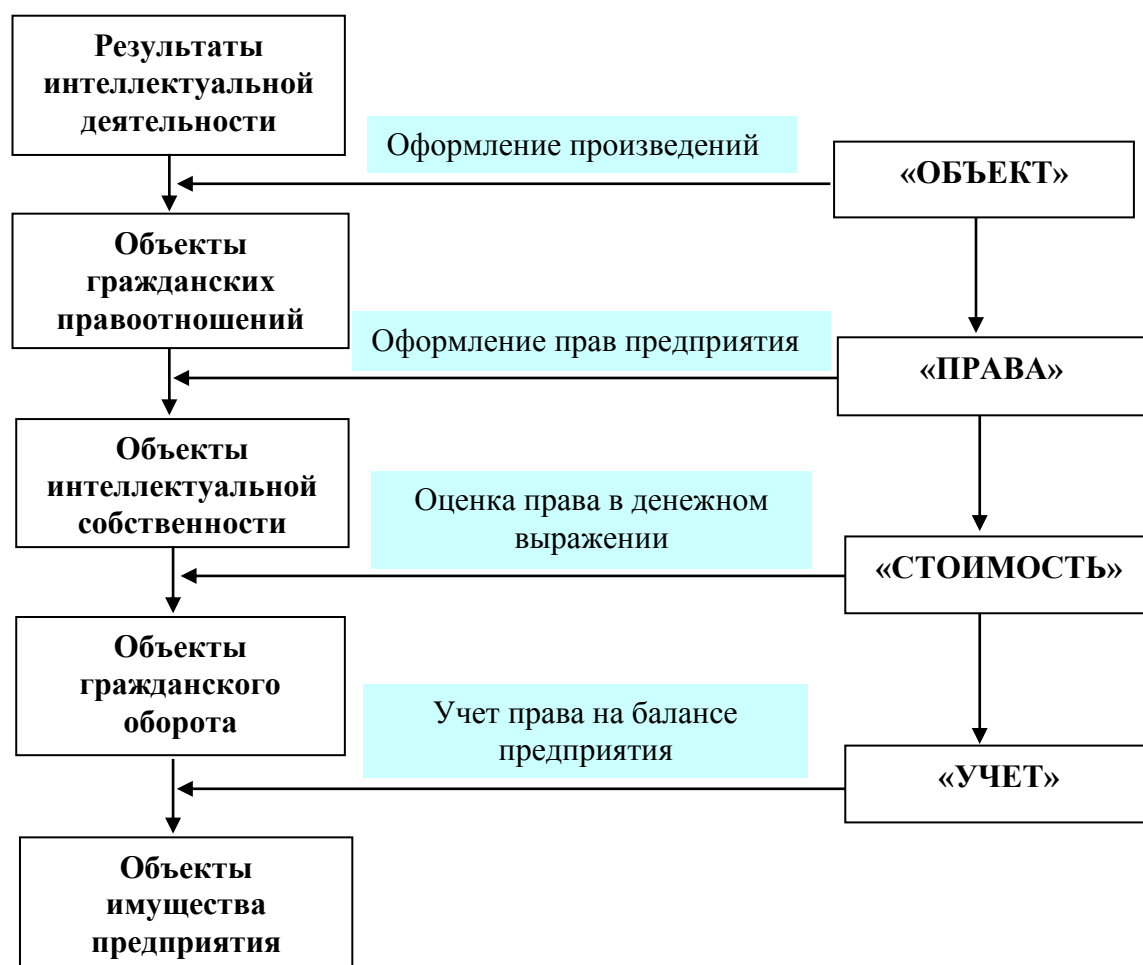 Результаты
интеллектуальной
деятельности
Оформление произведений
«ОБЪЕКТ»
Объекты
гражданских
правоотношений
Оформление прав предприятия
«ПРАВА»
Объекты
интеллектуальной
собственности
Оценка права в денежном
выражении
«СТОИМОСТЬ»
Объекты
гражданского
оборота
Учет права на балансе
предприятия
«УЧЕТ»
Объекты
имущества
предприятия